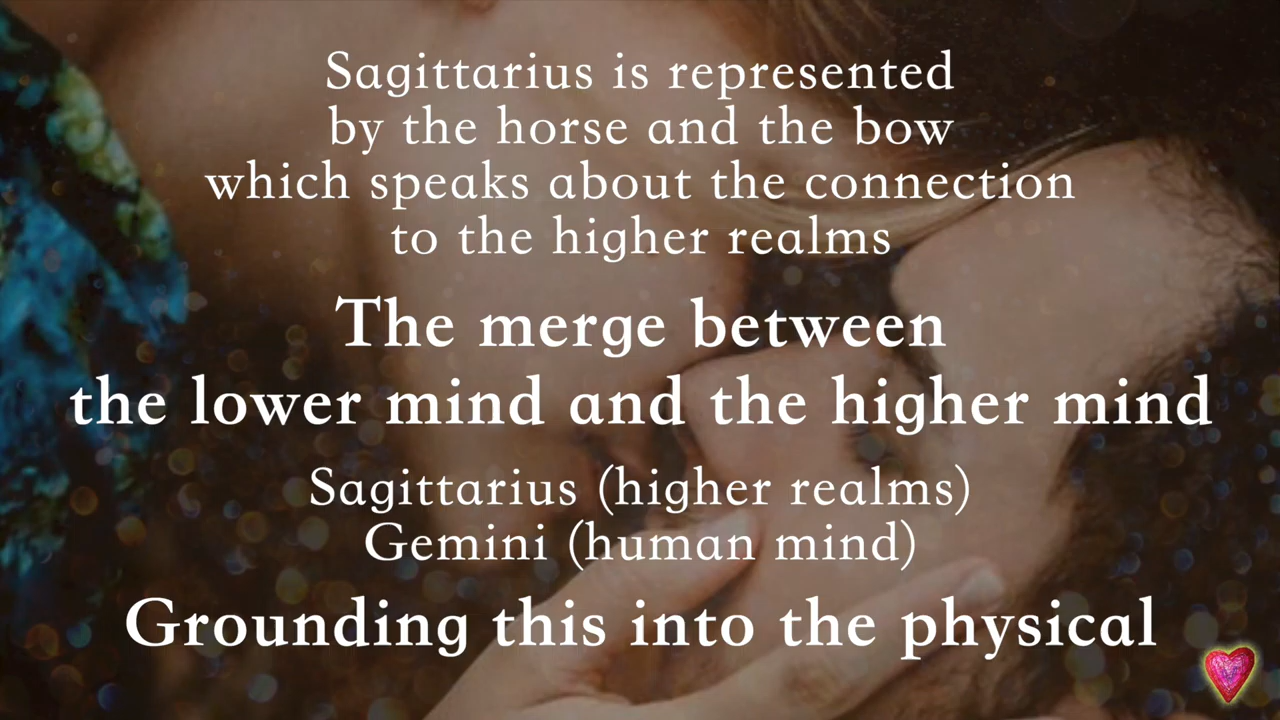 Sagittarius is represented
by the horse and the bow
which speaks about the connection
to the higher realms
The merge between
the lower mind and the higher mind
Sagittarius (higher realms)
Gemini (human mind)
Grounding this into the physical